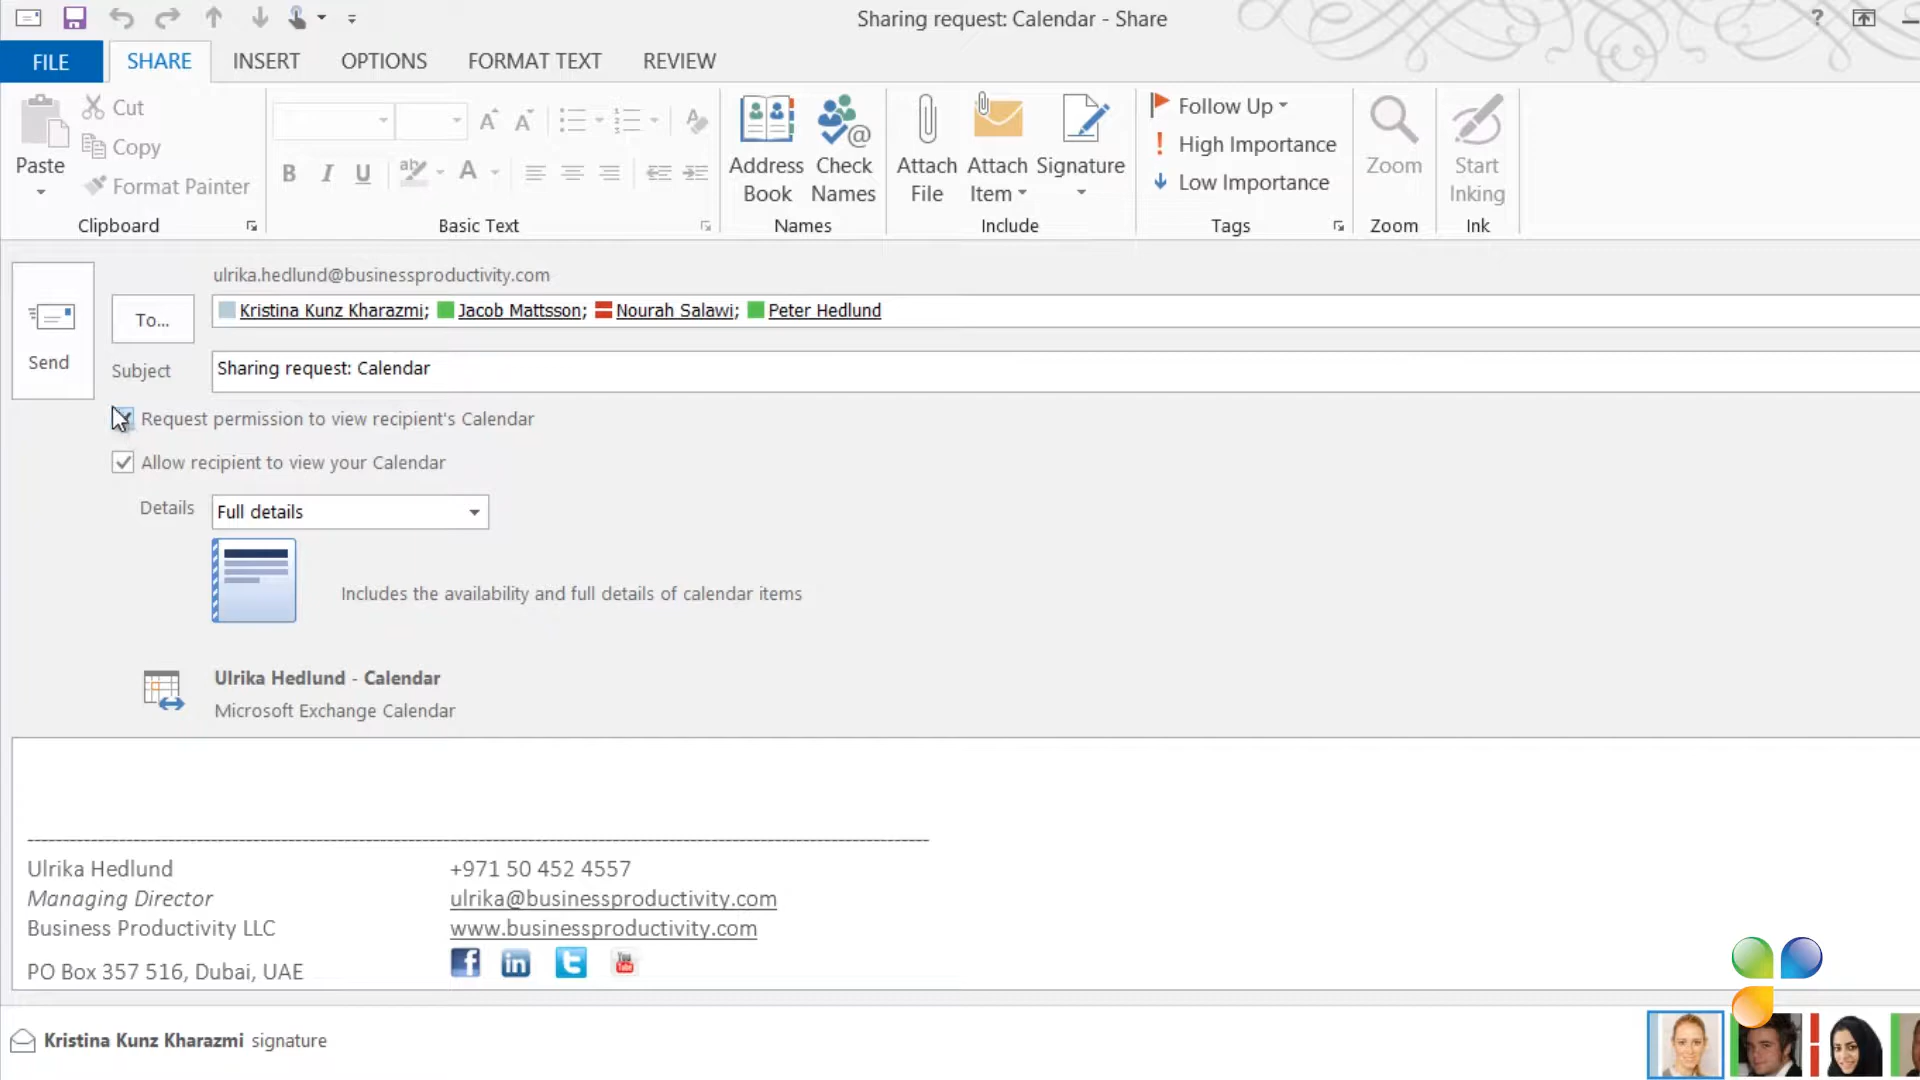 Sharing request: Calendar - Share
?
FILE SHARE INSERT OPTIONS FORMAT TEXT REVIEW
Paste
Cut
Copy
Format Painter
Clipboard
B I U ab A
Basic Text
Address Book
Check Names
Names
Attach File
Attach Item
Signature
Include
Follow Up
High Importance
Low Importance
Tags
Zoom
Zoom
Start Inking
Ink
ulrika.hedlund@businessproductivity.com
Send
To...
Kristina Kunz Kharazmi; Jacob Mattsson; Nourah Salawi; Peter Hedlund
Subject
Sharing request: Calendar
Request permission to view recipient's Calendar
Allow recipient to view your Calendar
Details
Full details
Includes the availability and full details of calendar items
Ulrika Hedlund - Calendar
Microsoft Exchange Calendar
Ulrika Hedlund +971 50 452 4557
Managing Director ulrika@businessproductivity.com
Business Productivity LLC www.businessproductivity.com
PO Box 357 516, Dubai, UAE
Kristina Kunz Kharazmi signature